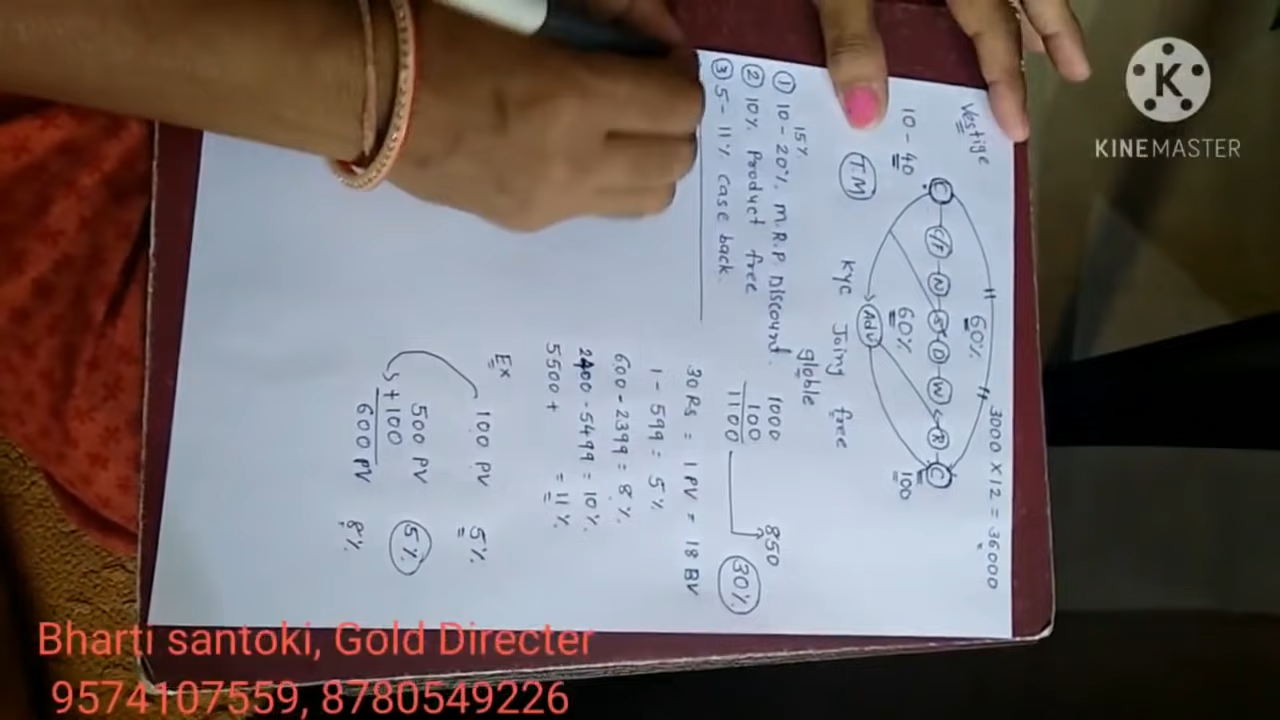 Vestige
3000 X 12 = 36000
60%
10 - 40
C
C/F
N
S
D
W
R
C
100
60%
Adv
T.M
Kyc Joing free
globle
15%
① 10 - 20% M.R.P. Discount.
② 10% Product free
③ 5 - 11% case back.
1000
100
1100
850
30%
30 Rs = 1 PV = 18 BV
1 - 599 = 5%
600 - 2399 = 8%.
2400 - 5499 = 10%.
5500 + = 11%.
Ex
100 PV 5%.
500 PV 5%.
+ 100
600 PV 8%.
K
KINEMASTER
Bharti santoki, Gold Directer
9574107559, 8780549226